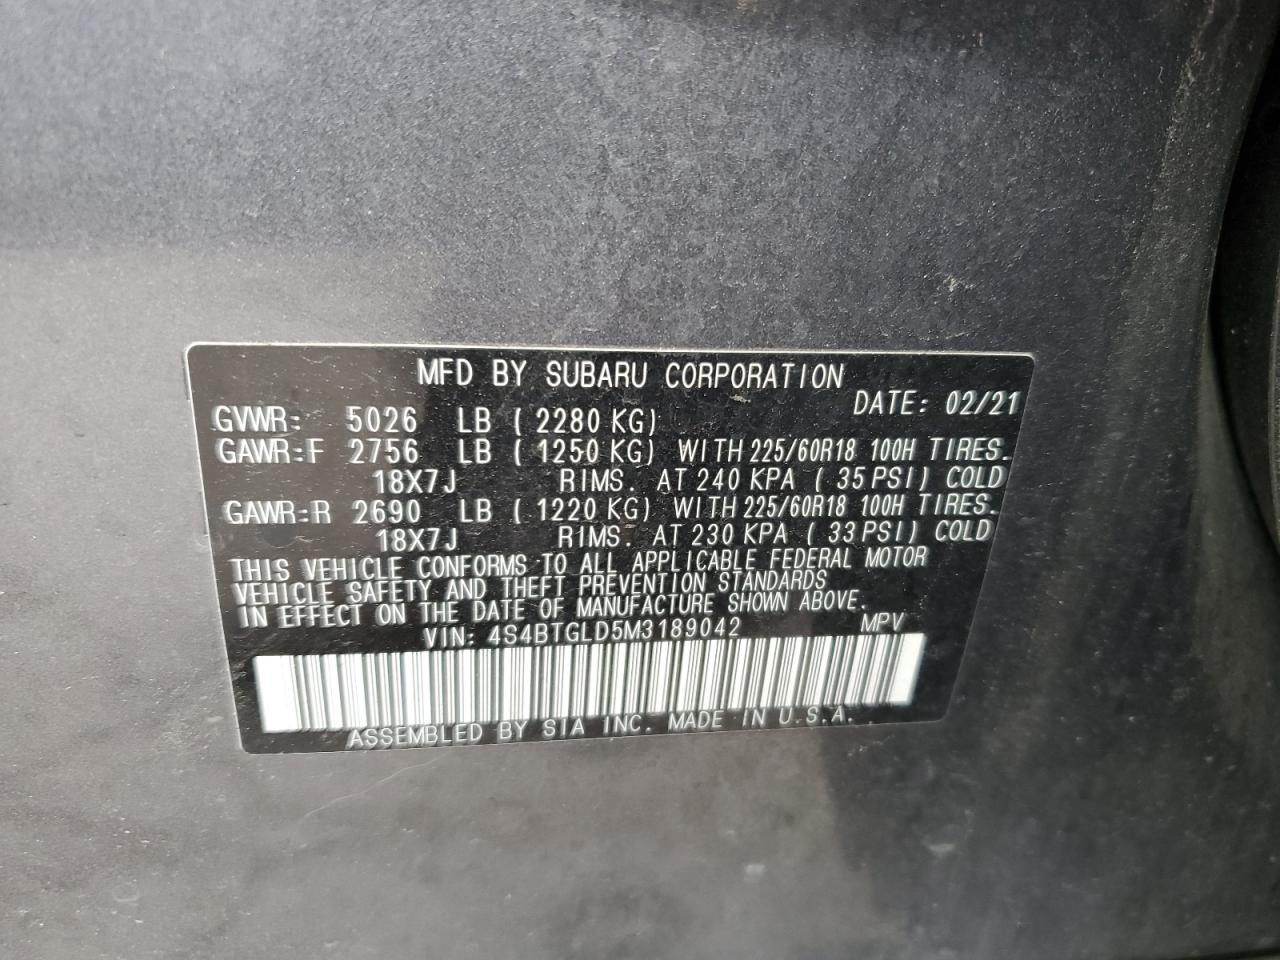 MFD BY SUBARU CORPORATION
DATE: 02/21
GVWR: 5026 LB ( 2280 KG)
GAWR:F 2756 LB ( 1250 KG) WITH 225/60R18 100H TIRES.
18X7J RIMS. AT 240 KPA ( 35 PSI) COLD
GAWR:R 2690 LB ( 1220 KG) WITH 225/60R18 100H TIRES.
18X7J RIMS. AT 230 KPA ( 33 PSI) COLD
THIS VEHICLE CONFORMS TO ALL APPLICABLE FEDERAL MOTOR
VEHICLE SAFETY AND THEFT PREVENTION STANDARDS
IN EFFECT ON THE DATE OF MANUFACTURE SHOWN ABOVE.
VIN: 4S4BTGLD5M3189042 MPV
ASSEMBLED BY SIA INC. MADE IN U.S.A.